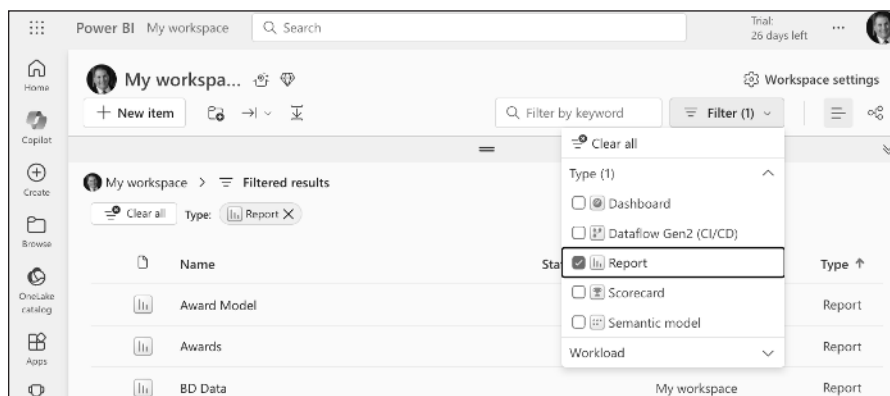 Power BI My workspace
Search
Trial:
26 days left
Home
Copilot
Create
Browse
OneLake
catalog
Apps
My workspa...
Workspace settings
New item
Filter by keyword
Filter (1)
Clear all
Type (1)
Dashboard
Dataflow Gen2 (CI/CD)
Report
Scorecard
Semantic model
Workload
My workspace > Filtered results
Clear all Type: Report
Name
Type
Award Model
Report
Awards
Report
BD Data
My workspace
Report